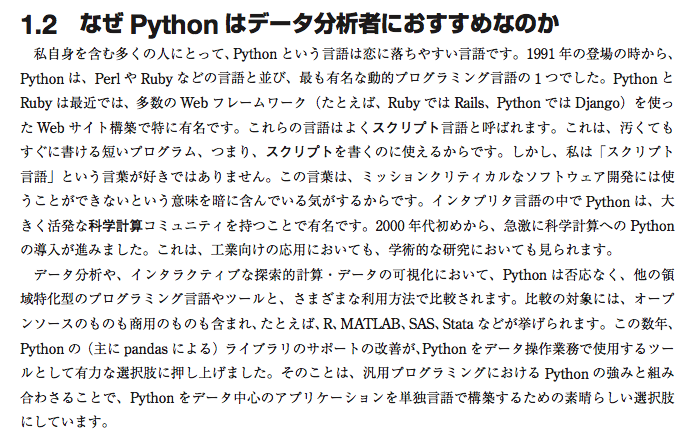 1.2 なぜ Python はデータ分析者におすすめなのか
私自身を含む多くの人にとって、Python という言語は恋に落ちやすい言語です。1991 年の登場の時から、
Python は、Perl や Ruby などの言語と並び、最も有名な動的プログラミング言語の 1 つでした。Python と
Ruby は最近では、多数の Web フレームワーク（たとえば、Ruby では Rails、Python では Django）を使っ
た Web サイト構築で特に有名です。これらの言語はよくスクリプト言語と呼ばれます。これは、汚くても
すぐに書ける短いプログラム、つまり、スクリプトを書くのに使えるからです。しかし、私は「スクリプト
言語」という言葉が好きではありません。この言葉は、ミッションクリティカルなソフトウェア開発には使
うことができないという意味を暗に含んでいる気がするからです。インタプリタ言語の中で Python は、大
きく活発な科学計算コミュニティを持つことで有名です。2000 年代初めから、急激に科学計算への Python
の導入が進みました。これは、工業向けの応用においても、学術的な研究においても見られます。
データ分析や、インタラクティブな探索的計算・データの可視化において、Python は否応なく、他の領
域特化型のプログラミング言語やツールと、さまざまな利用方法で比較されます。比較の対象には、オープ
ンソースのものも商用のものも含まれ、たとえば、R、MATLAB、SAS、Stata などが挙げられます。この数年、
Python の（主に pandas による）ライブラリのサポートの改善が、Python をデータ操作業務で使用するツー
ルとして有力な選択肢に押し上げました。そのことは、汎用プログラミングにおける Python の強みと組み
合わさることで、Python をデータ中心のアプリケーションを単独言語で構築するための素晴らしい選択肢
にしています。